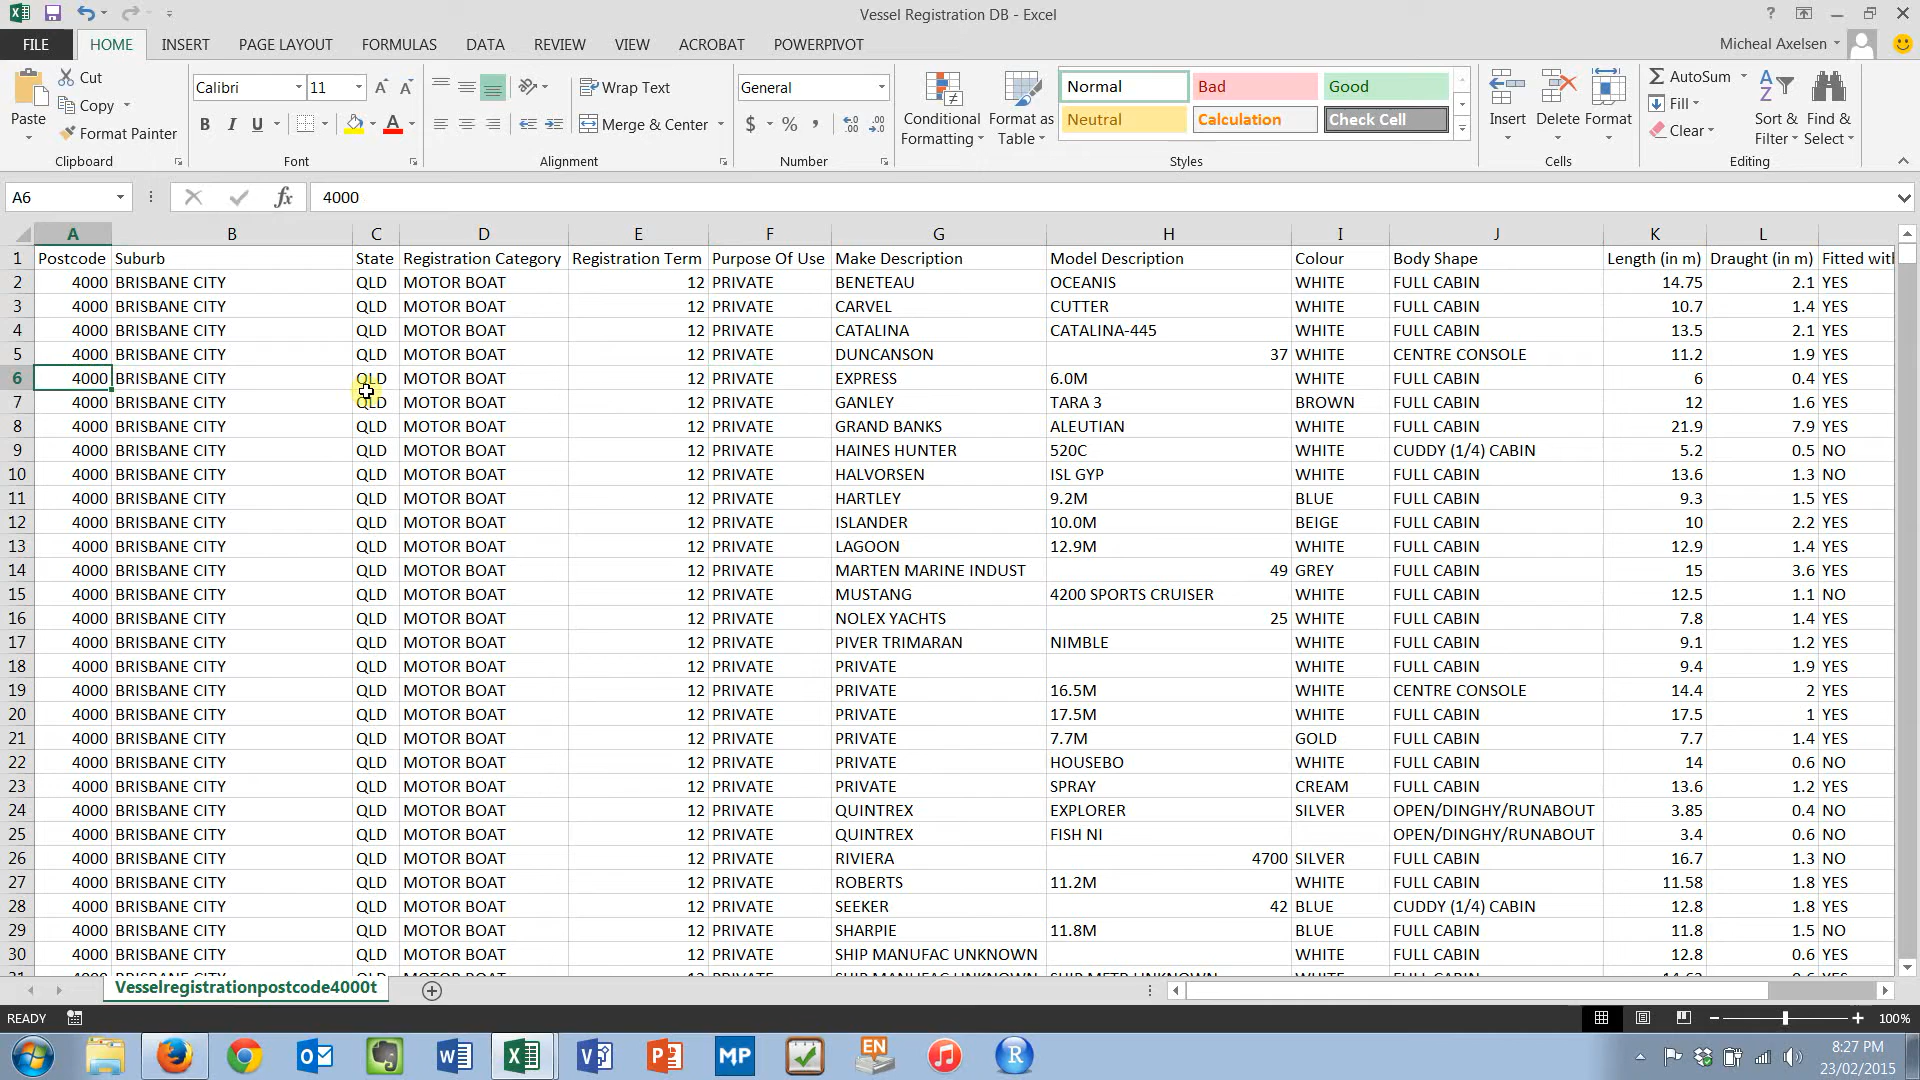 Vessel Registration DB - Excel
FILE HOME INSERT PAGE LAYOUT FORMULAS DATA REVIEW VIEW ACROBAT POWERPIVOT Micheal Axelsen
Cut Calibri 11 Wrap Text General Normal Bad Good AutoSum
Copy Fill
Paste Format Painter B I U Merge & Center $ % Conditional Formatting Format as Table Neutral Calculation Check Cell Insert Delete Format Clear Sort & Filter Find & Select
Clipboard Font Alignment Number Styles Cells Editing
A6 fx 4000
A B C D E F G H I J K L
1 Postcode Suburb State Registration Category Registration Term Purpose Of Use Make Description Model Description Colour Body Shape Length (in m) Draught (in m) Fitted with
2 4000 BRISBANE CITY QLD MOTOR BOAT 12 PRIVATE BENETEAU OCEANIS WHITE FULL CABIN 14.75 2.1 YES
3 4000 BRISBANE CITY QLD MOTOR BOAT 12 PRIVATE CARVEL CUTTER WHITE FULL CABIN 10.7 1.4 YES
4 4000 BRISBANE CITY QLD MOTOR BOAT 12 PRIVATE CATALINA CATALINA-445 WHITE FULL CABIN 13.5 2.1 YES
5 4000 BRISBANE CITY QLD MOTOR BOAT 12 PRIVATE DUNCANSON 37 WHITE CENTRE CONSOLE 11.2 1.9 YES
6 4000 BRISBANE CITY QLD MOTOR BOAT 12 PRIVATE EXPRESS 6.0M WHITE FULL CABIN 6 0.4 YES
7 4000 BRISBANE CITY QLD MOTOR BOAT 12 PRIVATE GANLEY TARA 3 BROWN FULL CABIN 12 1.6 YES
8 4000 BRISBANE CITY QLD MOTOR BOAT 12 PRIVATE GRAND BANKS ALEUTIAN WHITE FULL CABIN 21.9 7.9 YES
9 4000 BRISBANE CITY QLD MOTOR BOAT 12 PRIVATE HAINES HUNTER 520C WHITE CUDDY (1/4) CABIN 5.2 0.5 NO
10 4000 BRISBANE CITY QLD MOTOR BOAT 12 PRIVATE HALVORSEN ISL GYP WHITE FULL CABIN 13.6 1.3 NO
11 4000 BRISBANE CITY QLD MOTOR BOAT 12 PRIVATE HARTLEY 9.2M BLUE FULL CABIN 9.3 1.5 YES
12 4000 BRISBANE CITY QLD MOTOR BOAT 12 PRIVATE ISLANDER 10.0M BEIGE FULL CABIN 10 2.2 YES
13 4000 BRISBANE CITY QLD MOTOR BOAT 12 PRIVATE LAGOON 12.9M WHITE FULL CABIN 12.9 1.4 YES
14 4000 BRISBANE CITY QLD MOTOR BOAT 12 PRIVATE MARTEN MARINE INDUST 49 GREY FULL CABIN 15 3.6 YES
15 4000 BRISBANE CITY QLD MOTOR BOAT 12 PRIVATE MUSTANG 4200 SPORTS CRUISER WHITE FULL CABIN 12.5 1.1 NO
16 4000 BRISBANE CITY QLD MOTOR BOAT 12 PRIVATE NOLEX YACHTS 25 WHITE FULL CABIN 7.8 1.4 YES
17 4000 BRISBANE CITY QLD MOTOR BOAT 12 PRIVATE PIVER TRIMARAN NIMBLE WHITE FULL CABIN 9.1 1.2 YES
18 4000 BRISBANE CITY QLD MOTOR BOAT 12 PRIVATE PRIVATE WHITE FULL CABIN 9.4 1.9 YES
19 4000 BRISBANE CITY QLD MOTOR BOAT 12 PRIVATE PRIVATE 16.5M WHITE CENTRE CONSOLE 14.4 2 YES
20 4000 BRISBANE CITY QLD MOTOR BOAT 12 PRIVATE PRIVATE 17.5M WHITE FULL CABIN 17.5 1 YES
21 4000 BRISBANE CITY QLD MOTOR BOAT 12 PRIVATE PRIVATE 7.7M GOLD FULL CABIN 7.7 1.4 YES
22 4000 BRISBANE CITY QLD MOTOR BOAT 12 PRIVATE PRIVATE HOUSEBO WHITE FULL CABIN 14 0.6 NO
23 4000 BRISBANE CITY QLD MOTOR BOAT 12 PRIVATE PRIVATE SPRAY CREAM FULL CABIN 13.6 1.2 YES
24 4000 BRISBANE CITY QLD MOTOR BOAT 12 PRIVATE QUINTREX EXPLORER SILVER OPEN/DINGHY/RUNABOUT 3.85 0.4 NO
25 4000 BRISBANE CITY QLD MOTOR BOAT 12 PRIVATE QUINTREX FISH NI OPEN/DINGHY/RUNABOUT 3.4 0.6 NO
26 4000 BRISBANE CITY QLD MOTOR BOAT 12 PRIVATE RIVIERA 4700 SILVER FULL CABIN 16.7 1.3 NO
27 4000 BRISBANE CITY QLD MOTOR BOAT 12 PRIVATE ROBERTS 11.2M WHITE FULL CABIN 11.58 1.8 YES
28 4000 BRISBANE CITY QLD MOTOR BOAT 12 PRIVATE SEEKER 42 BLUE CUDDY (1/4) CABIN 12.8 1.8 YES
29 4000 BRISBANE CITY QLD MOTOR BOAT 12 PRIVATE SHARPIE 11.8M BLUE FULL CABIN 11.8 1.5 NO
30 4000 BRISBANE CITY QLD MOTOR BOAT 12 PRIVATE SHIP MANUFAC UNKNOWN WHITE FULL CABIN 12.8 0.6 YES
Vesselregistrationpostcode4000t
READY 100%
EN MP R
8:27 PM
23/02/2015